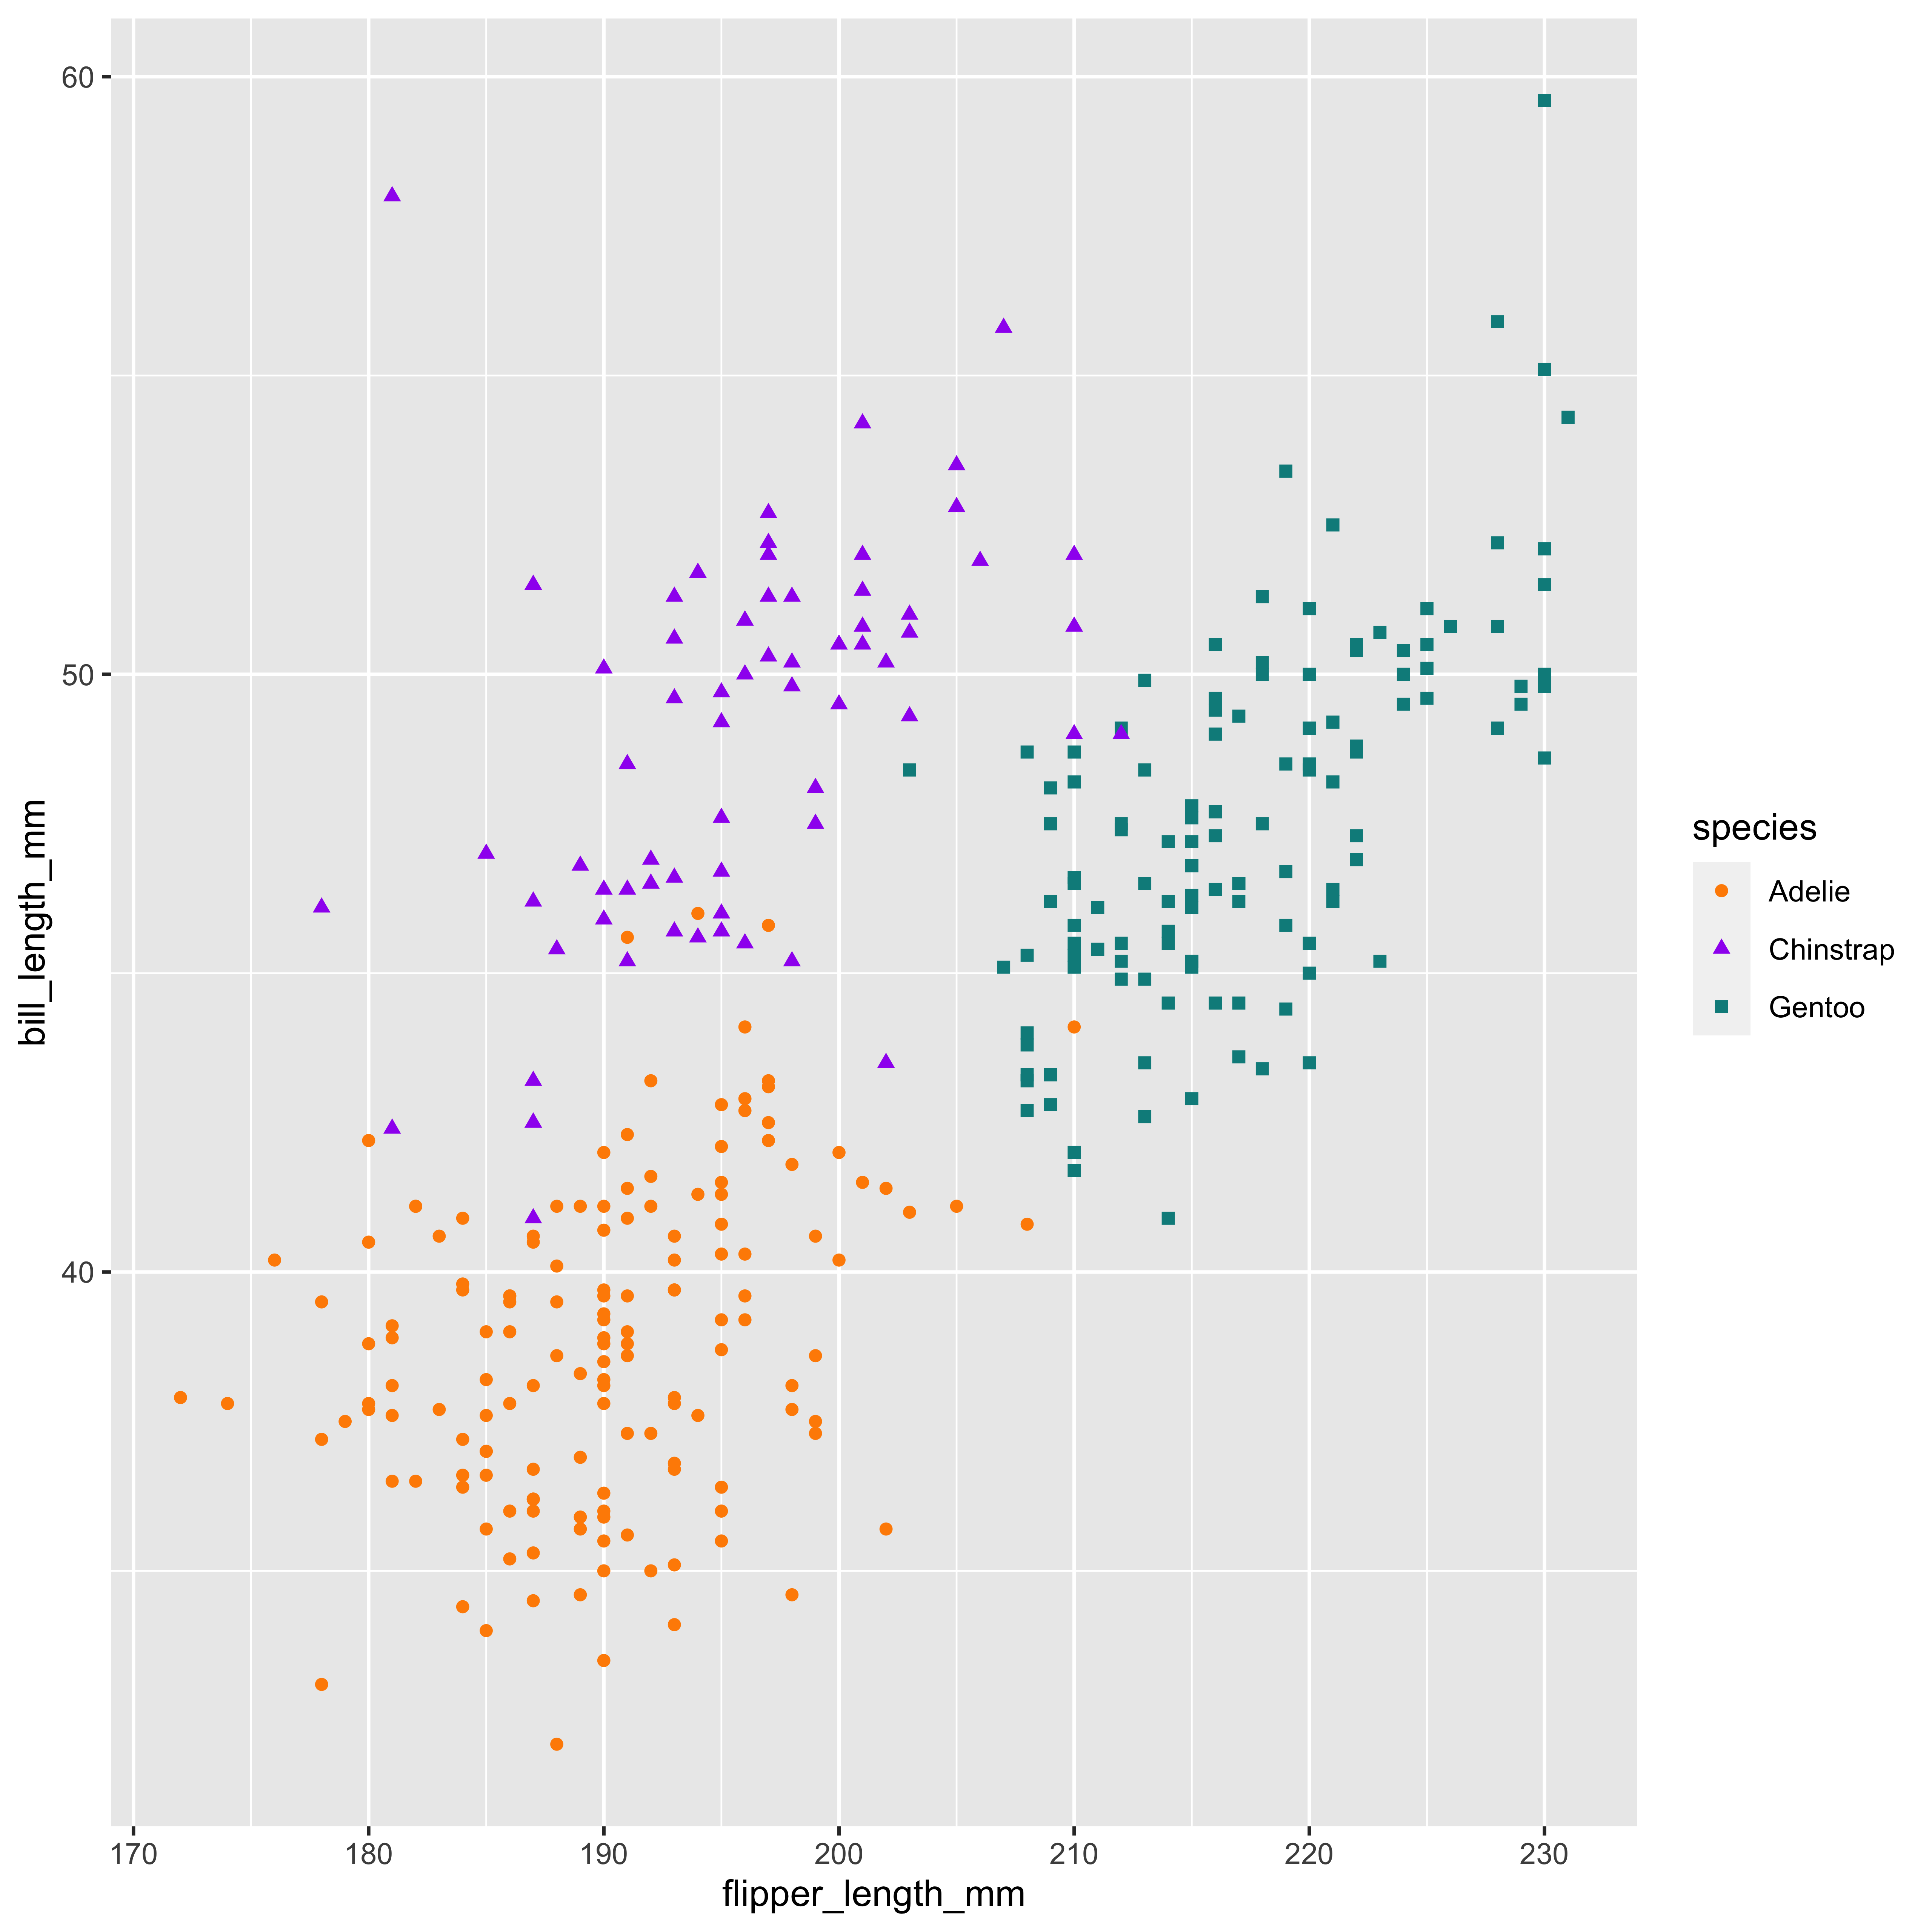 60
50
40
170 180 190 200 210 220 230
flipper_length_mm
bill_length_mm
species
Adelie
Chinstrap
Gentoo